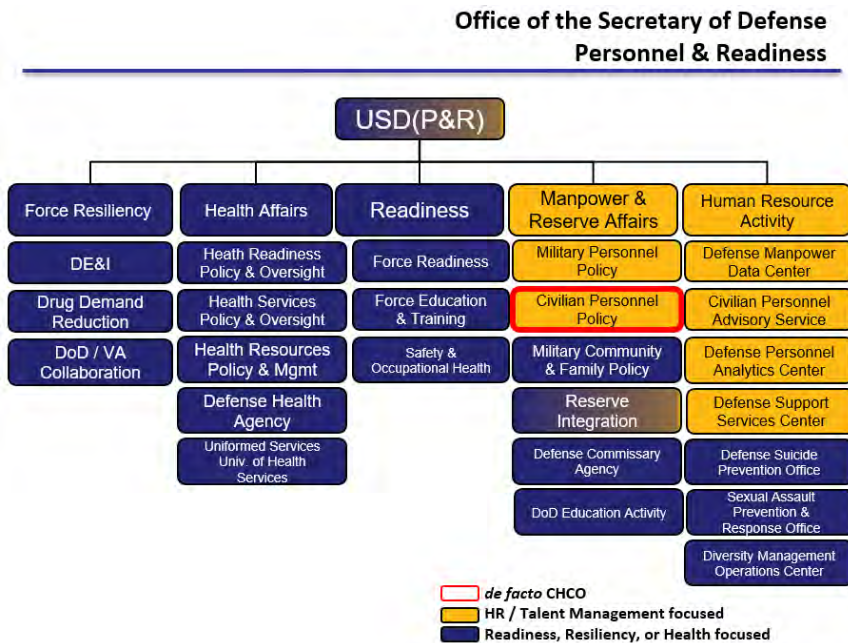 Office of the Secretary of Defense
Personnel & Readiness
USD(P&R)
Force Resiliency
DE&I
Drug Demand
Reduction
DoD / VA
Collaboration
Health Affairs
Heath Readiness
Policy & Oversight
Health Services
Policy & Oversight
Health Resources
Policy & Mgmt
Defense Health
Agency
Uniformed Services
Univ. of Health
Services
Readiness
Force Readiness
Force Education
& Training
Safety &
Occupational Health
Manpower &
Reserve Affairs
Military Personnel
Policy
Civilian Personnel
Policy
Military Community
& Family Policy
Reserve
Integration
Defense Commissary
Agency
DoD Education Activity
Human Resource
Activity
Defense Manpower
Data Center
Civilian Personnel
Advisory Service
Defense Personnel
Analytics Center
Defense Support
Services Center
Defense Suicide
Prevention Office
Sexual Assault
Prevention &
Response Office
Diversity Management
Operations Center
de facto CHCO
HR / Talent Management focused
Readiness, Resiliency, or Health focused